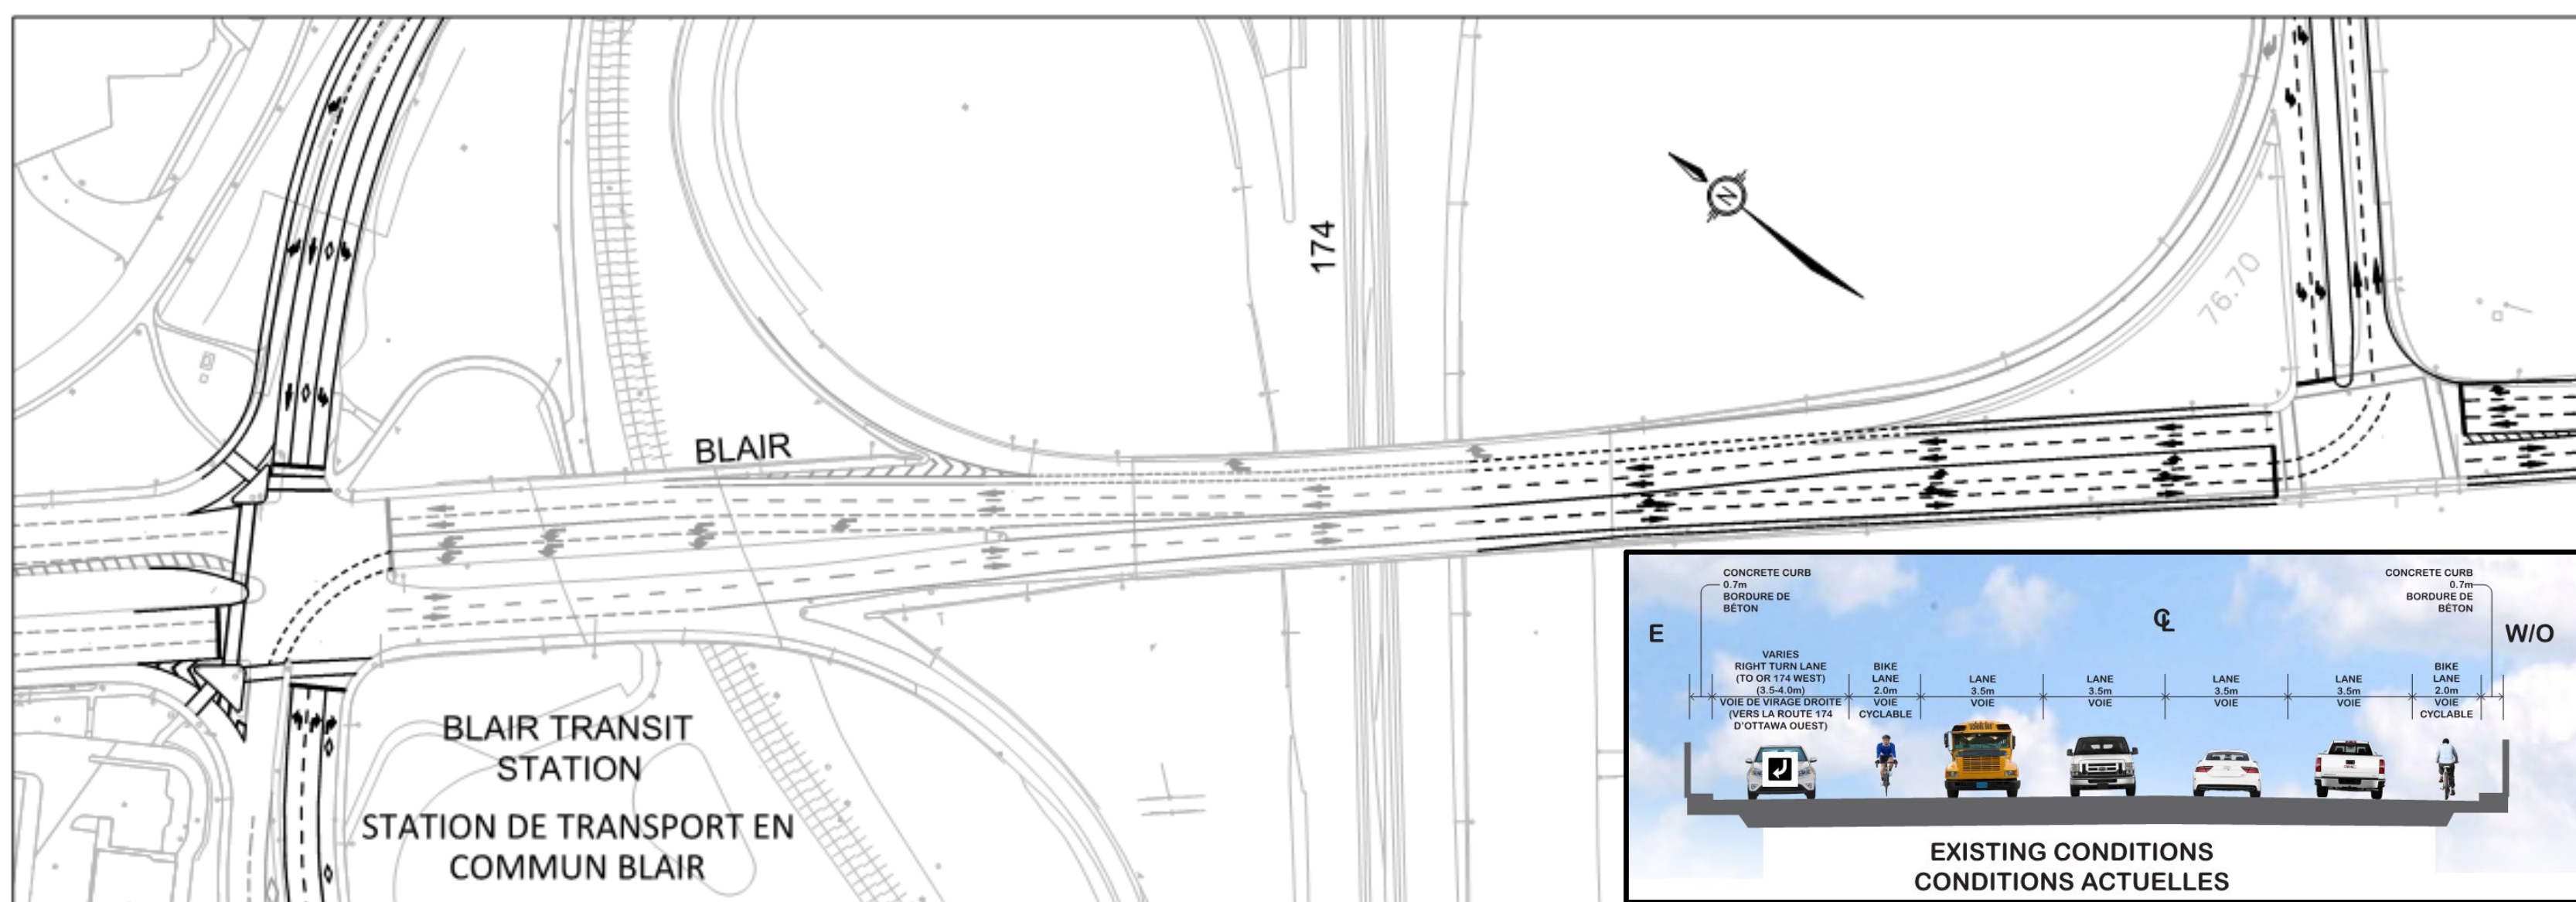 BLAIR
174
N
76.70
BLAIR TRANSIT
STATION
STATION DE TRANSPORT EN
COMMUN BLAIR
CONCRETE CURB
0.7m
BORDURE DE
BÉTON
CONCRETE CURB
0.7m
BORDURE DE
BÉTON
E
CL
W/O
VARIES
RIGHT TURN LANE
(TO OR 174 WEST)
(3.5-4.0m)
VOIE DE VIRAGE DROITE
(VERS LA ROUTE 174
D'OTTAWA OUEST)
BIKE
LANE
2.0m
VOIE
CYCLABLE
LANE
3.5m
VOIE
LANE
3.5m
VOIE
LANE
3.5m
VOIE
LANE
3.5m
VOIE
BIKE
LANE
2.0m
VOIE
CYCLABLE
EXISTING CONDITIONS
CONDITIONS ACTUELLES